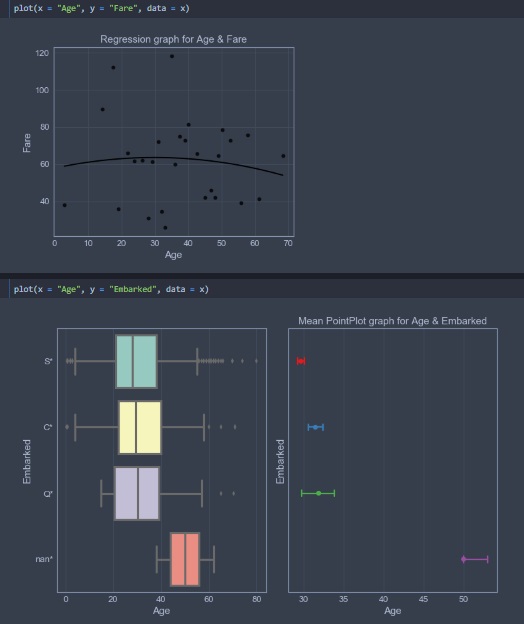 plot(x = "Age", y = "Fare", data = x)
Regression graph for Age & Fare
120
100
80
60
40
Fare
0 10 20 30 40 50 60 70
Age
plot(x = "Age", y = "Embarked", data = x)
Mean PointPlot graph for Age & Embarked
S*
C*
Q*
nan*
Embarked
Embarked
0 20 40 60 80
30 35 40 45 50
Age
Age